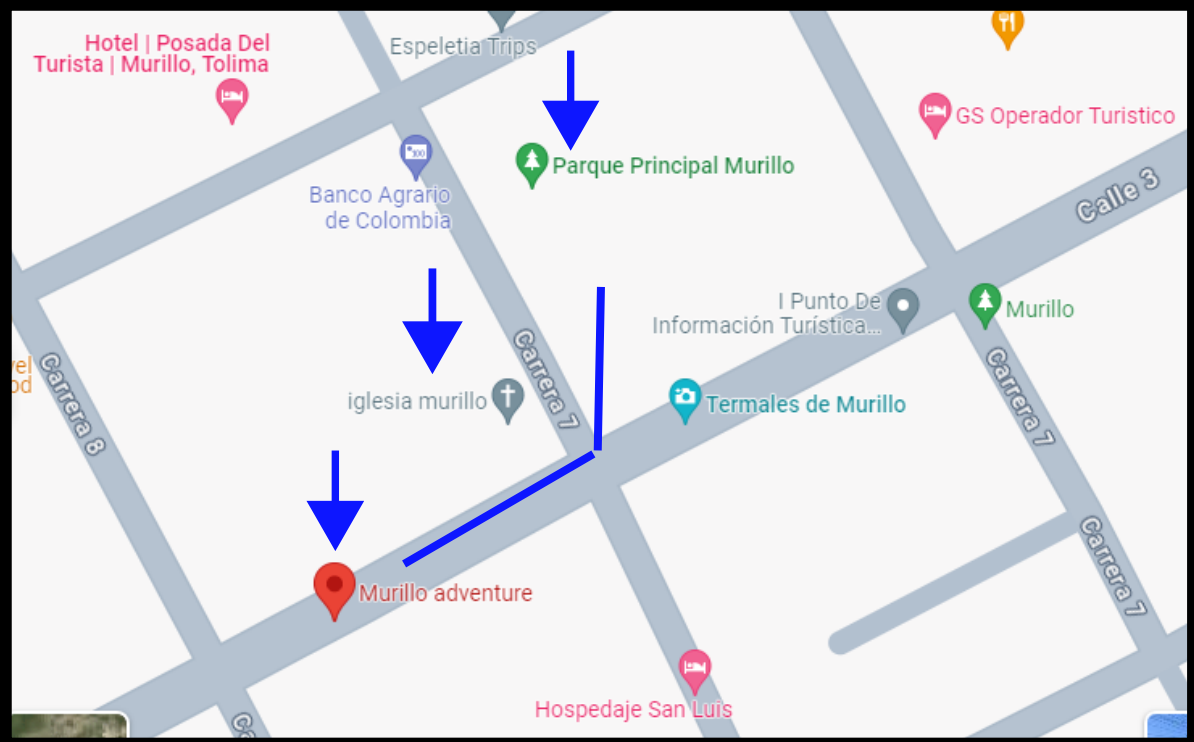 Hotel | Posada Del
Turista | Murillo, Tolima
Espeletia Trips
GS Operador Turistico
100
Parque Principal Murillo
Banco Agrario
de Colombia
Calle 3
I Punto De
Información Turística...
Murillo
Carrera 7
Carrera 7
Carrera 8
iglesia murillo
Termales de Murillo
Carrera 7
Murillo adventure
Hospedaje San Luis